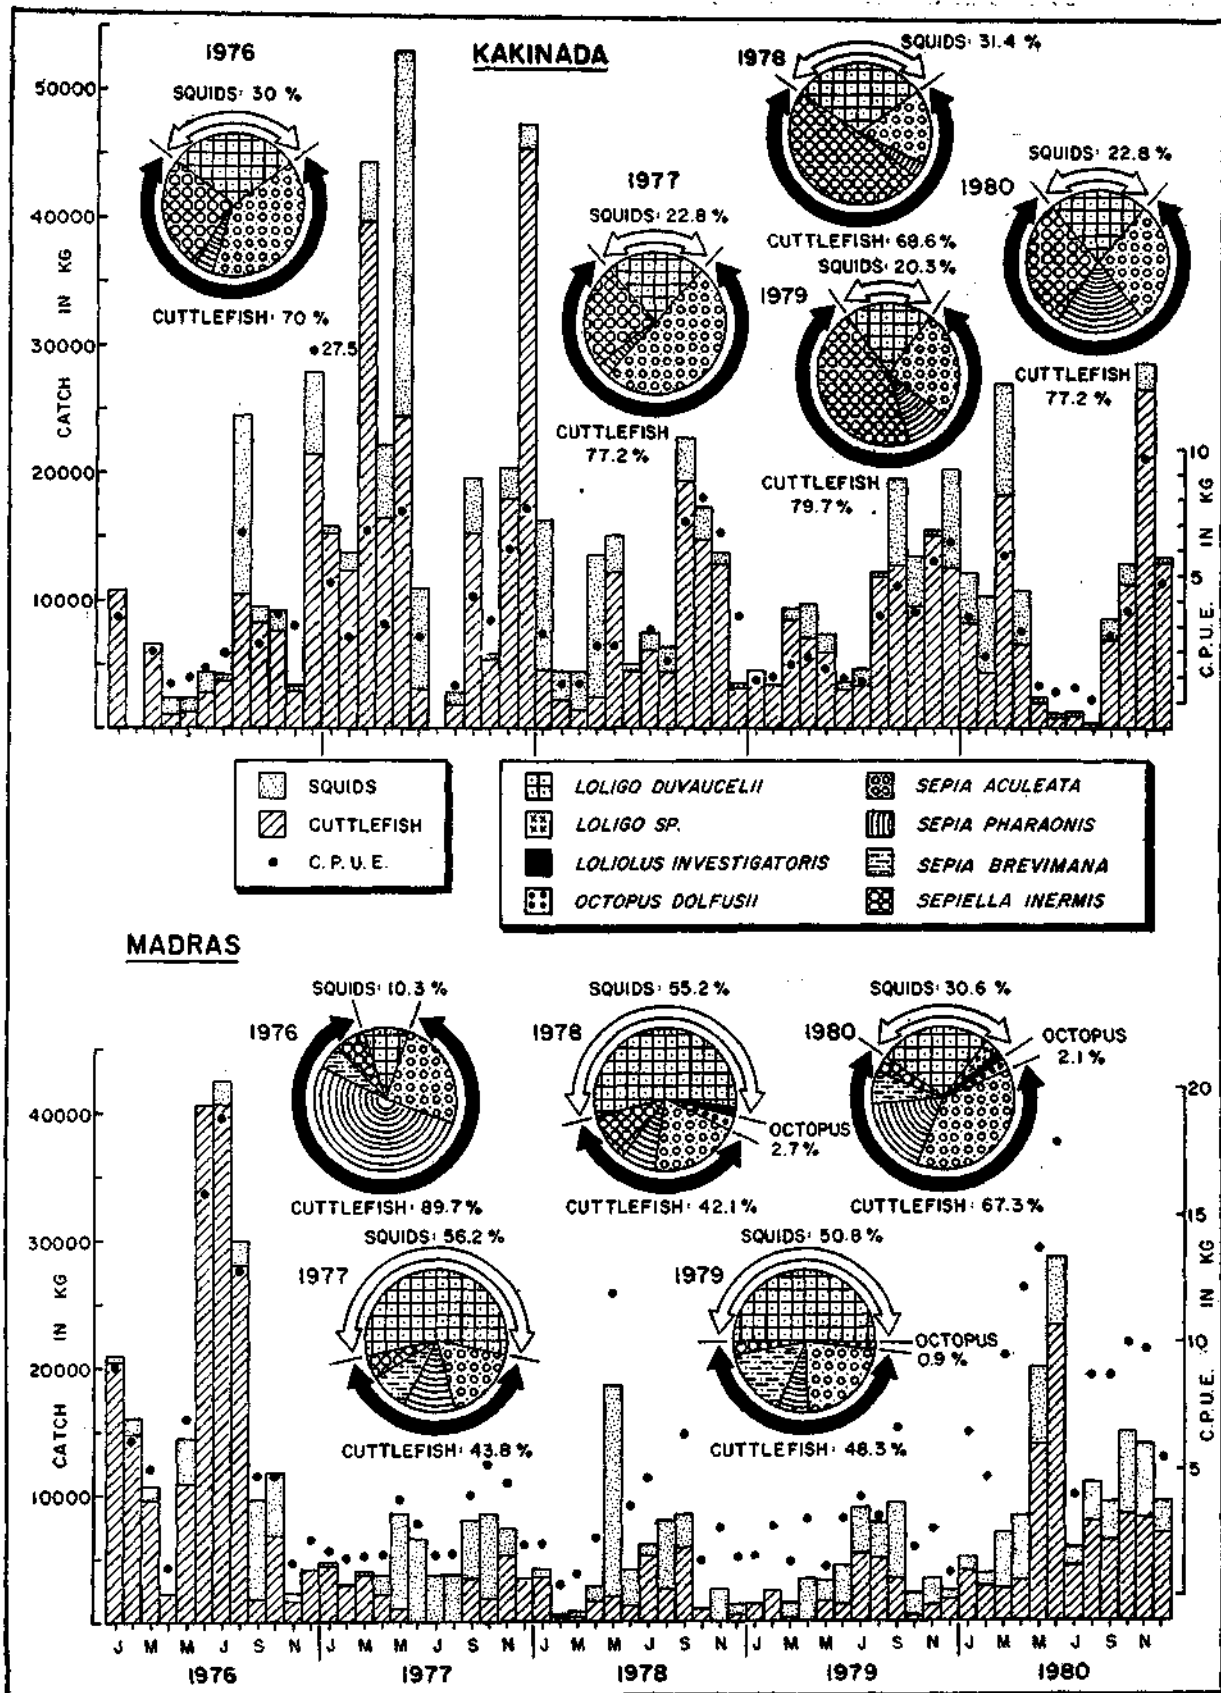 KAKINADA
1976
SQUIDS: 30 %
CUTTLEFISH: 70 %
27.5
1977
SQUIDS: 22.8 %
CUTTLEFISH
77.2 %
1978
SQUIDS: 31.4 %
CUTTLEFISH: 68.6%
1979
SQUIDS: 20.3%
CUTTLEFISH
79.7%
1980
SQUIDS: 22.8 %
CUTTLEFISH
77.2 %
CATCH IN KG
50000
40000
30000
20000
10000
C.P.U.E. IN KG
10
5
SQUIDS
CUTTLEFISH
C.P.U.E.
LOLIGO DUVAUCELII
LOLIGO SP.
LOLIOLUS INVESTIGATORIS
OCTOPUS DOLFUSII
SEPIA ACULEATA
SEPIA PHARAONIS
SEPIA BREVIMANA
SEPIELLA INERMIS
MADRAS
1976
SQUIDS: 10.3 %
CUTTLEFISH: 89.7%
1978
SQUIDS: 55.2 %
OCTOPUS
2.7%
CUTTLEFISH: 42.1%
1980
SQUIDS: 30.6 %
OCTOPUS
2.1%
CUTTLEFISH: 67.3%
1977
SQUIDS: 56.2 %
CUTTLEFISH: 43.8%
1979
SQUIDS: 50.8 %
OCTOPUS
0.9 %
CUTTLEFISH: 48.3%
CATCH IN KG
40000
30000
20000
10000
C.P.U.E. IN KG
20
15
10
5
J M M J S N J M M J S N J M M J S N J M M J S N J M M J S N
1976 1977 1978 1979 1980